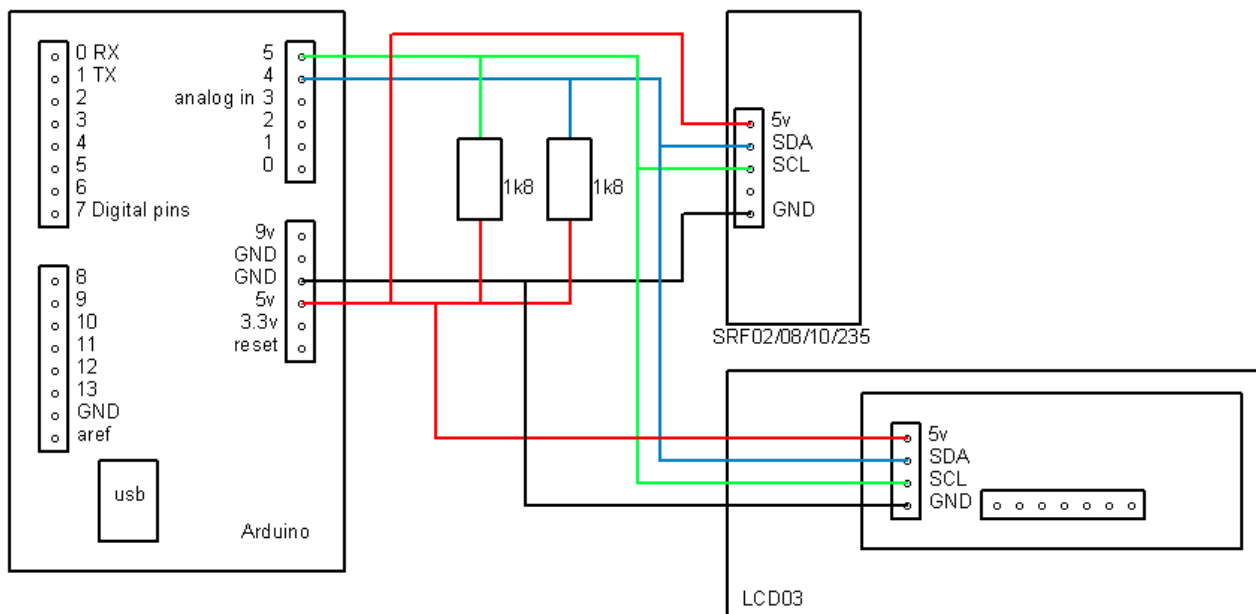 0 RX
1 TX
2
3
4
5
6
7 Digital pins
8
9
10
11
12
13
GND
aref
usb
5
4
analog in 3
2
1
0
9v
GND
GND
5v
3.3v
reset
Arduino
1k8
1k8
5v
SDA
SCL
GND
SRF02/08/10/235
5v
SDA
SCL
GND
LCD03